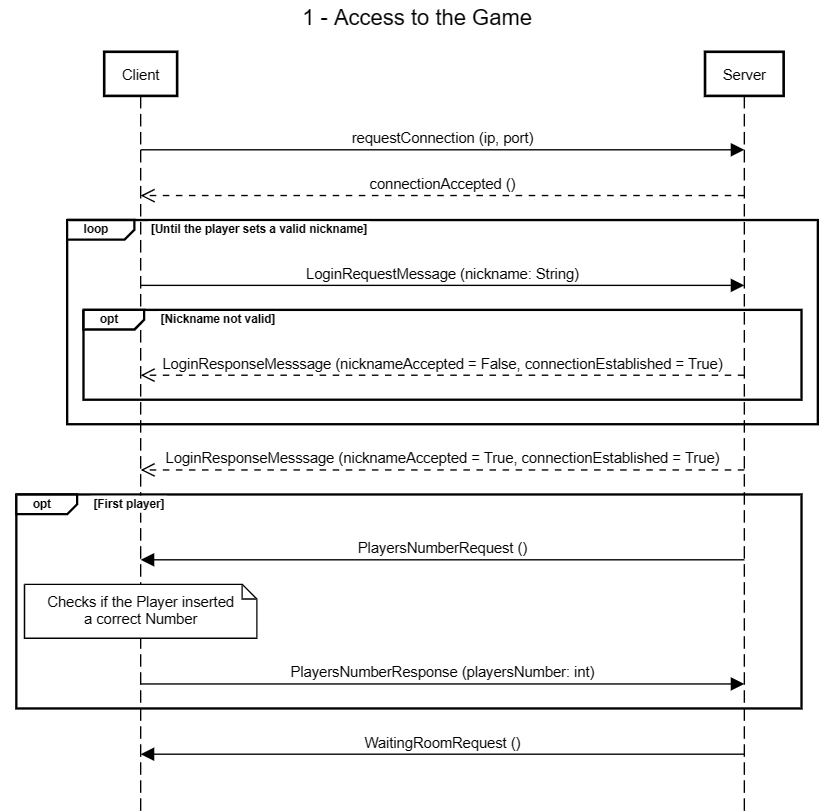 1 - Access to the Game
Client
Server
requestConnection (ip, port)
connectionAccepted ()
loop
[Until the player sets a valid nickname]
LoginRequestMessage (nickname: String)
opt
[Nickname not valid]
LoginResponseMesssage (nicknameAccepted = False, connectionEstablished = True)
LoginResponseMesssage (nicknameAccepted = True, connectionEstablished = True)
opt
[First player]
PlayersNumberRequest ()
Checks if the Player inserted
a correct Number
PlayersNumberResponse (playersNumber: int)
WaitingRoomRequest ()